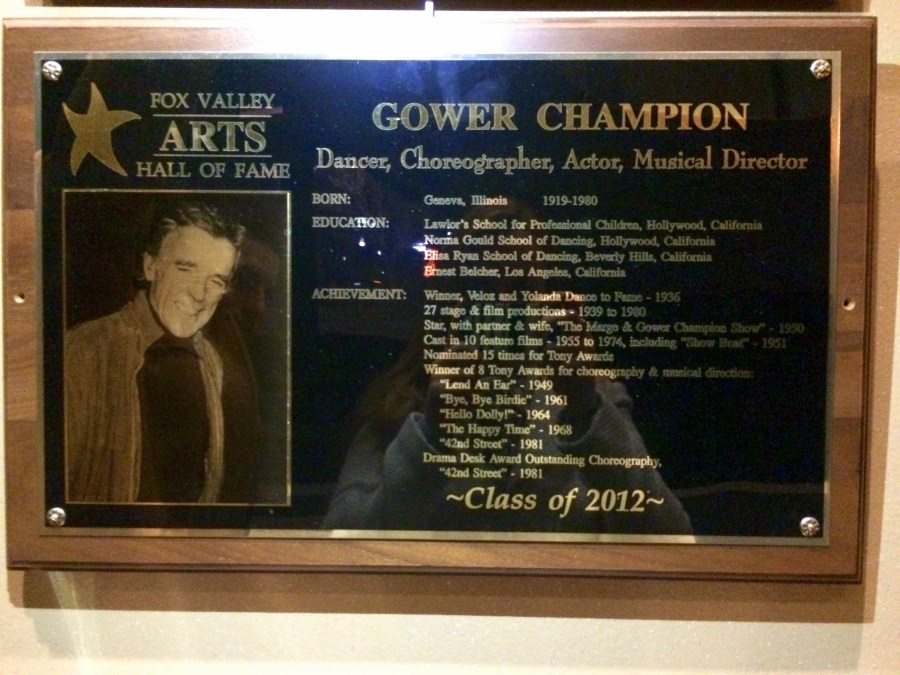 FOX VALLEY
ARTS
HALL OF FAME
GOWER CHAMPION
Dancer, Choreographer, Actor, Musical Director
BORN: Geneva, Illinois 1919-1980
EDUCATION: Lawlor's School for Professional Children, Hollywood, California
Norma Gould School of Dancing, Hollywood, California
Elisa Ryan School of Dancing, Beverly Hills, California
Ernest Belcher, Los Angeles, California
ACHIEVEMENT: Winner, Veloz and Yolanda Dance to Fame - 1936
27 stage & film productions - 1939 to 1980
Star, with partner & wife, "The Marge & Gower Champion Show" - 1950
Cast in 10 feature films - 1955 to 1974, including "Show Boat" - 1951
Nominated 15 times for Tony Awards
Winner of 8 Tony Awards for choreography & musical direction:
"Lend An Ear" - 1949
"Bye, Bye Birdie" - 1961
"Hello Dolly!" - 1964
"The Happy Time" - 1968
"42nd Street" - 1981
Drama Desk Award Outstanding Choreography,
"42nd Street" - 1981
~Class of 2012~